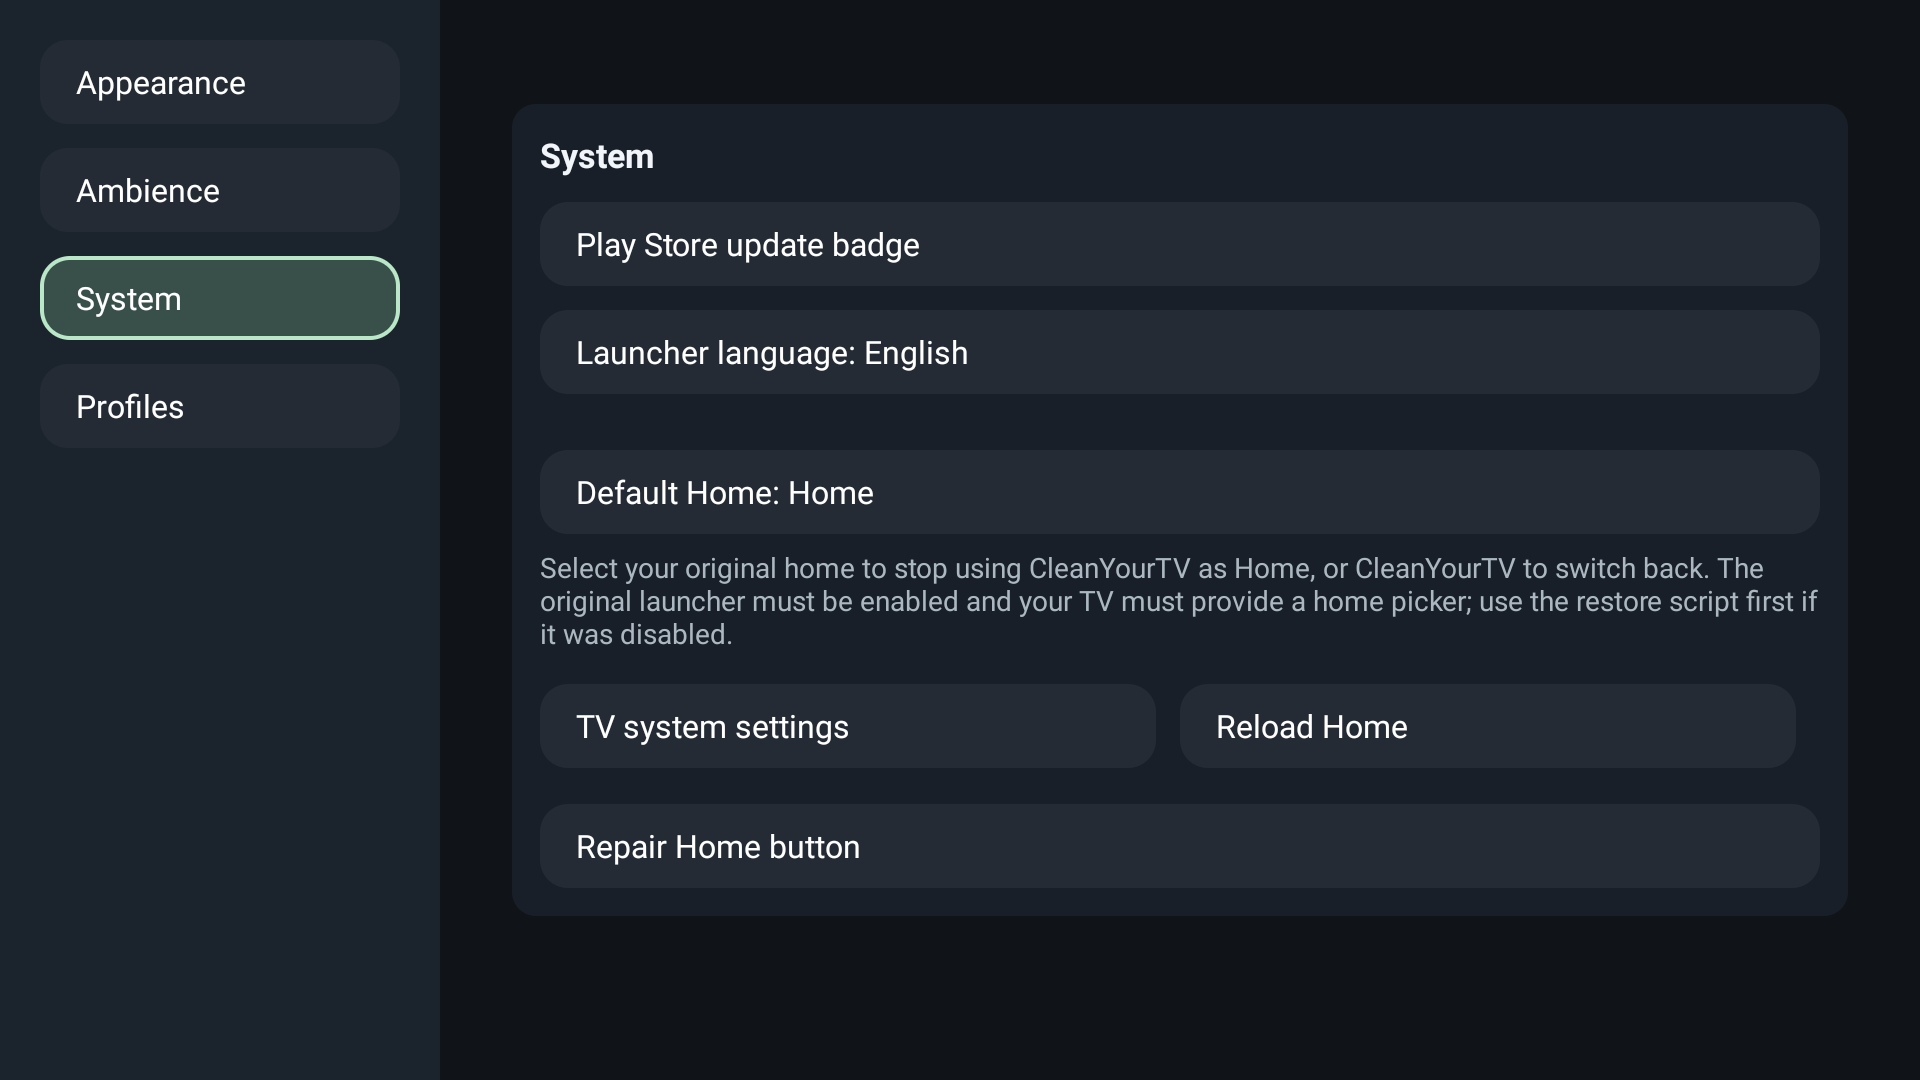 Appearance
Ambience
System
Profiles
System
Play Store update badge
Launcher language: English
Default Home: Home
Select your original home to stop using CleanYourTV as Home, or CleanYourTV to switch back. The
original launcher must be enabled and your TV must provide a home picker; use the restore script first if
it was disabled.
TV system settings
Reload Home
Repair Home button